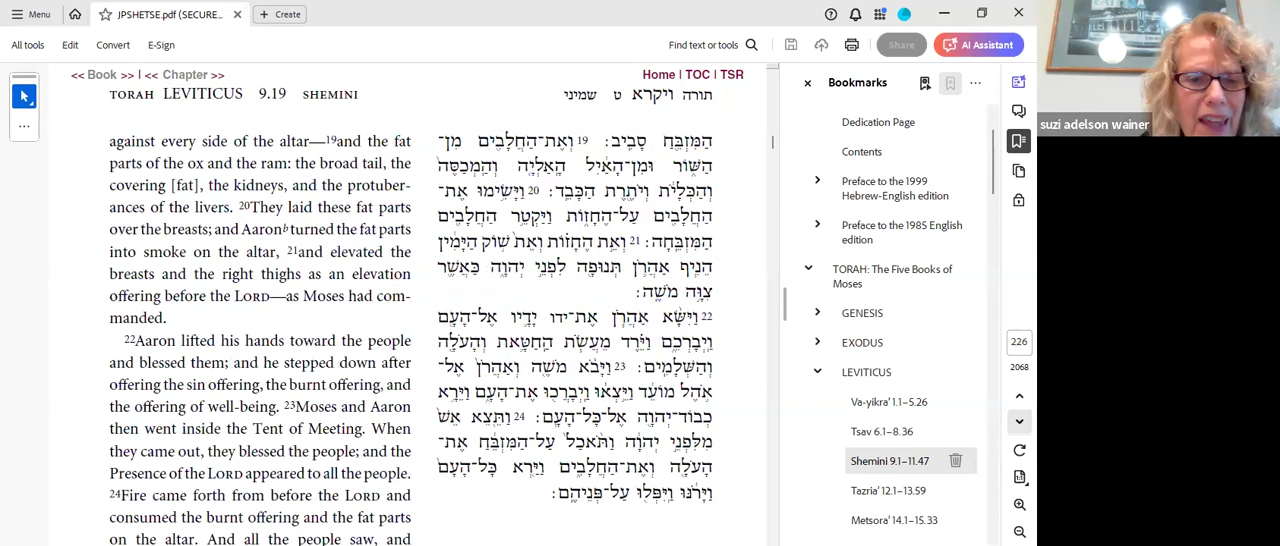 Menu
JPSHETSE.pdf (SECURE...
Create
All tools
Edit
Convert
E-Sign
Find text or tools
Share
AI Assistant
<< Book >> I << Chapter >>
Home I TOC I TSR
TORAH LEVITICUS 9.19 SHEMINI
תורה ויקרא ט שמיני
against every side of the altar—19and the fat
parts of the ox and the ram: the broad tail, the
covering [fat], the kidneys, and the protuber-
ances of the livers. 20They laid these fat parts
over the breasts; and Aaronb turned the fat parts
into smoke on the altar, 21and elevated the
breasts and the right thighs as an elevation
offering before the LORD—as Moses had com-
manded.
22Aaron lifted his hands toward the people
and blessed them; and he stepped down after
offering the sin offering, the burnt offering, and
the offering of well-being. 23Moses and Aaron
then went inside the Tent of Meeting. When
they came out, they blessed the people; and the
Presence of the LORD appeared to all the people.
24Fire came forth from before the LORD and
consumed the burnt offering and the fat parts
on the altar. And all the people saw, and
הַמִּזְבֵּ֖חַ סָבִֽיב׃ 19 וְאֶת־הַחֲלָבִ֖ים מִן־
הַשּׁ֑וֹר וּמִן־הָאַ֔יִל הָֽאַלְיָ֤ה וְהַֽמְכַסֶּה֙
וְהַכְּלָיֹ֔ת וְיֹתֶ֖רֶת הַכָּבֵֽד׃ 20 וַיָּשִׂ֥ימוּ אֶת־
הַחֲלָבִ֖ים עַל־הֶחָז֑וֹת וַיַּקְטֵ֥ר הַחֲלָבִ֖ים
הַמִּזְבֵּֽחָה׃ 21 וְאֵ֣ת הֶחָז֗וֹת וְאֵת֙ שׁ֣וֹק הַיָּמִ֔ין
הֵנִ֧יף אַהֲרֹ֛ן תְּנוּפָ֖ה לִפְנֵ֣י יְהוָ֑ה כַּאֲשֶׁ֖ר
צִוָּ֥ה מֹשֶֽׁה׃
22 וַיִּשָּׂ֨א אַהֲרֹ֧ן אֶת־ידו יָדָ֛יו אֶל־הָעָ֖ם
וַֽיְבָרְכֵ֑ם וַיֵּ֗רֶד מֵעֲשֹׂ֧ת הַֽחַטָּ֛את וְהָעֹלָ֖ה
וְהַשְּׁלָמִֽים׃ 23 וַיָּבֹ֨א מֹשֶׁ֤ה וְאַהֲרֹן֙ אֶל־
אֹ֣הֶל מוֹעֵ֔ד וַיֵּ֣צְא֔וּ וַֽיְבָרֲכ֖וּ אֶת־הָעָ֑ם וַיֵּרָ֥א
כְבוֹד־יְהוָ֖ה אֶל־כָּל־הָעָֽם׃ 24 וַתֵּ֤צֵא אֵשׁ֙
מִלִּפְנֵ֣י יְהוָ֔ה וַתֹּ֙אכַל֙ עַל־הַמִּזְבֵּ֔חַ אֶת־
הָעֹלָ֖ה וְאֶת־הַחֲלָבִ֑ים וַיַּ֤רְא כָּל־הָעָם֙
וַיָּרֹ֔נּוּ וַֽיִּפְּל֖וּ עַל־פְּנֵיהֶֽם׃
Bookmarks
Dedication Page
Contents
Preface to the 1999
Hebrew-English edition
Preface to the 1985 English
edition
TORAH: The Five Books of
Moses
GENESIS
EXODUS
LEVITICUS
Va-yikra' 1.1–5.26
Tsav 6.1–8.36
Shemini 9.1–11.47
Tazria' 12.1–13.59
Metsora' 14.1–15.33
226
2068
suzi adelson wainer